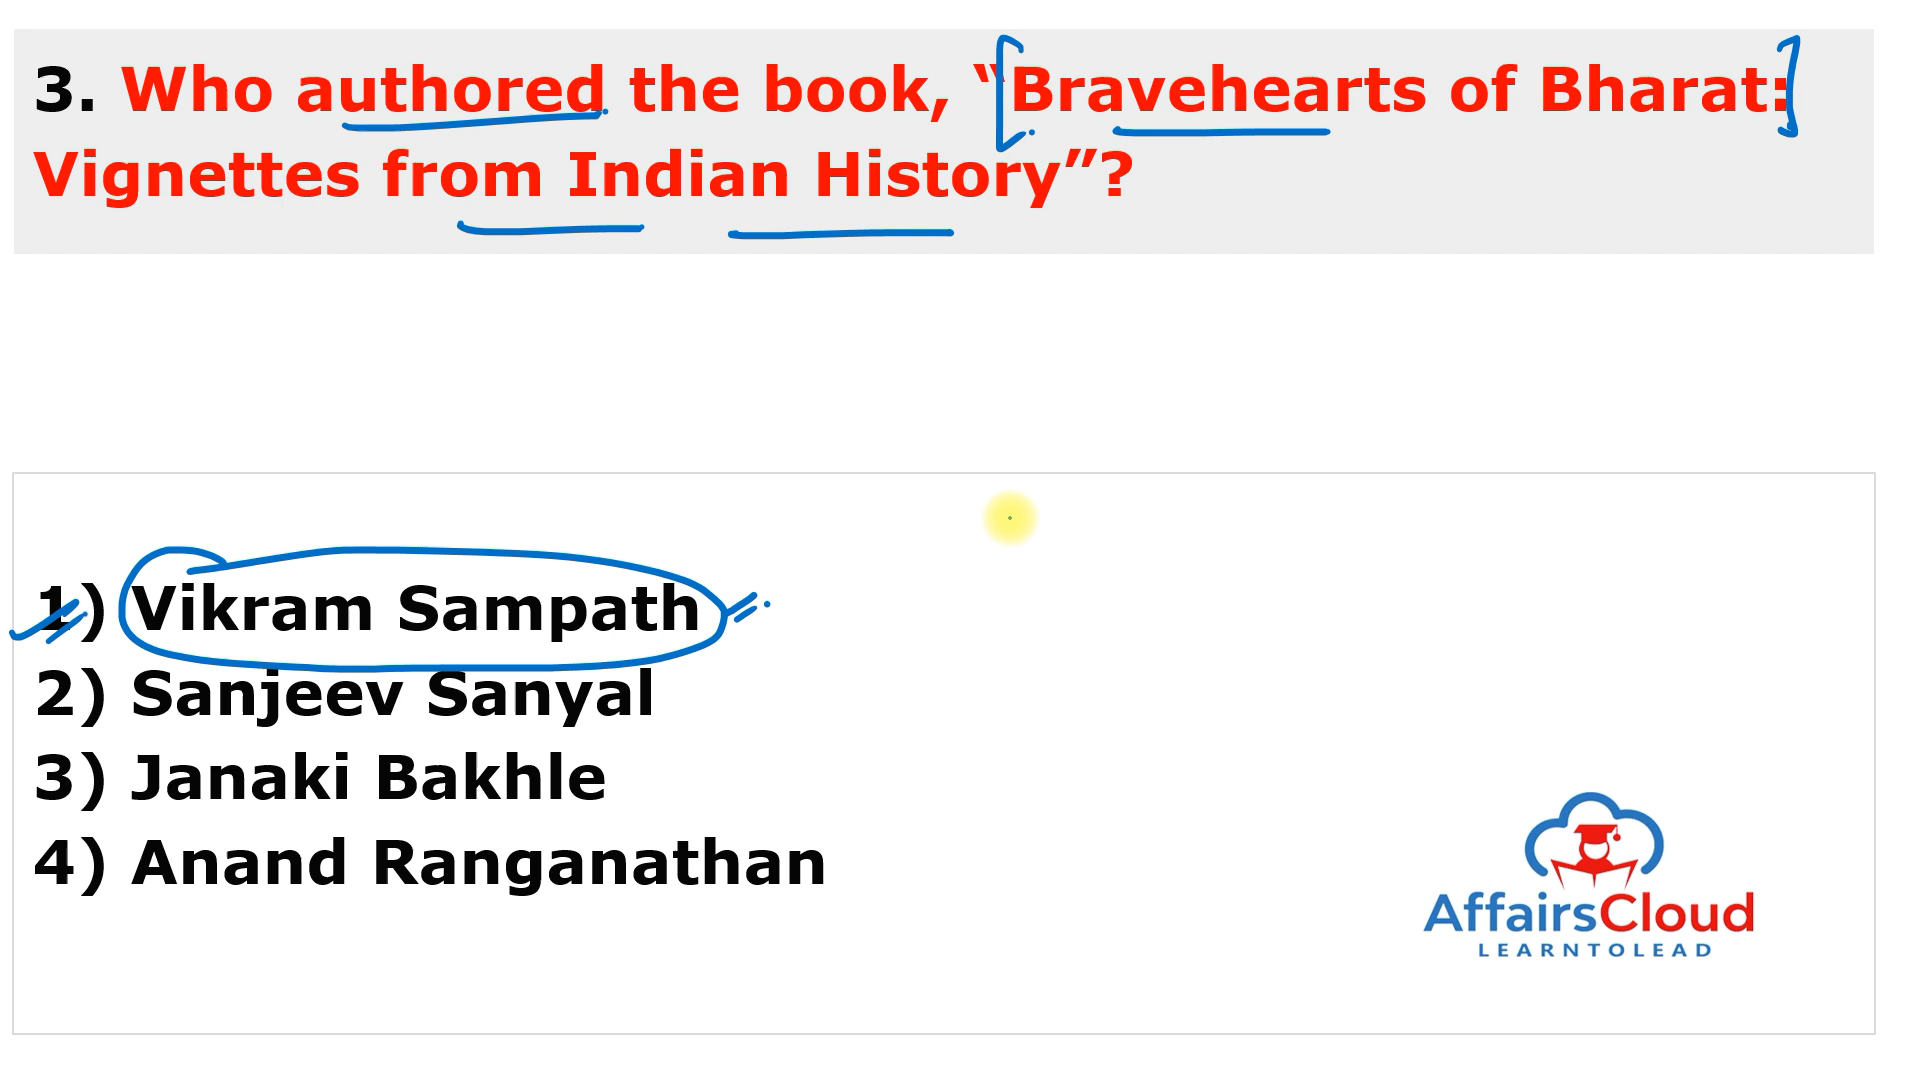 3. Who authored the book, “Bravehearts of Bharat:
Vignettes from Indian History”?
1) Vikram Sampath
2) Sanjeev Sanyal
3) Janaki Bakhle
4) Anand Ranganathan
AffairsCloud
LEARNTOLEAD